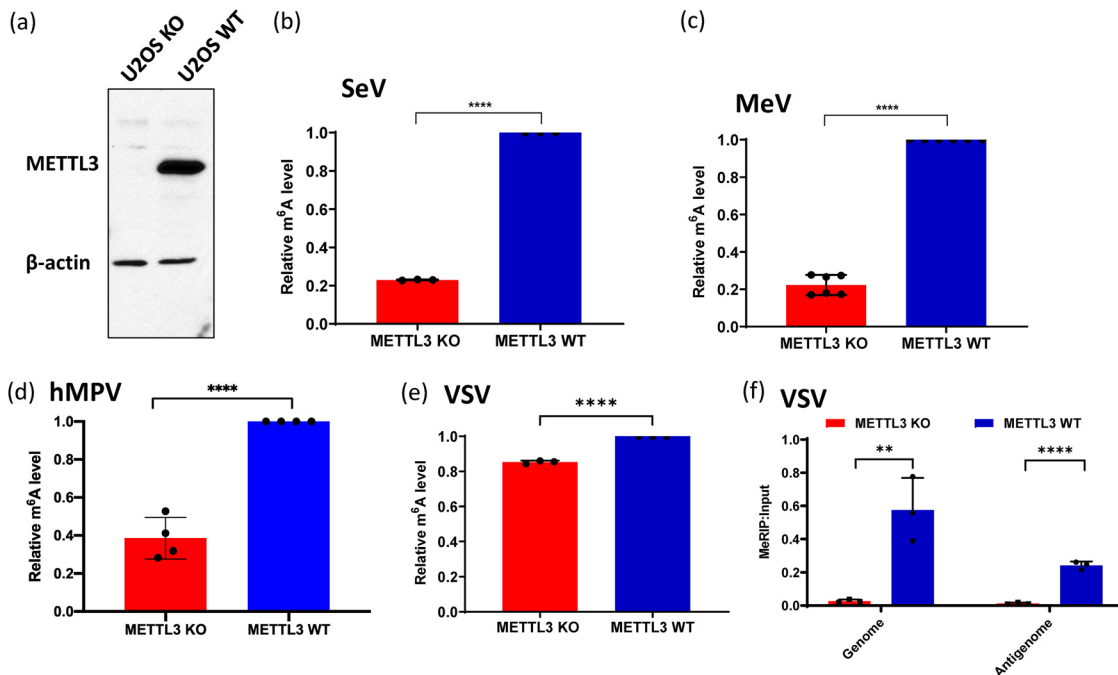 (a)
U2OS KO
U2OS WT
METTL3
β-actin
(b)
SeV
****
Relative m⁶A level
1.0
0.8
0.6
0.4
0.2
0.0
METTL3 KO
METTL3 WT
(c)
MeV
****
Relative m⁶A level
1.0
0.8
0.6
0.4
0.2
0.0
METTL3 KO
METTL3 WT
(d) hMPV
****
Relative m⁶A level
1.0
0.8
0.6
0.4
0.2
0.0
METTL3 KO
METTL3 WT
(e) VSV
****
Relative m⁶A level
1.0
0.8
0.6
0.4
0.2
0.0
METTL3 KO
METTL3 WT
(f)
VSV
METTL3 KO
METTL3 WT
**
****
MeRIP:Input
1.0
0.8
0.6
0.4
0.2
0.0
Genome
Antigenome